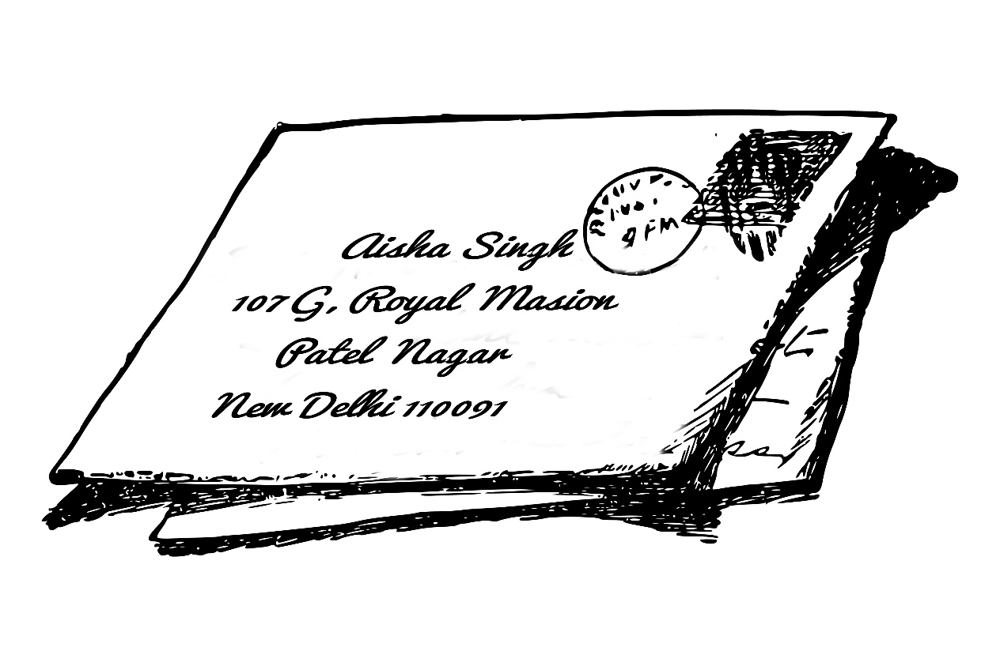 Aisha Singh
107 G, Royal Masion
Patel Nagar
New Delhi 110091